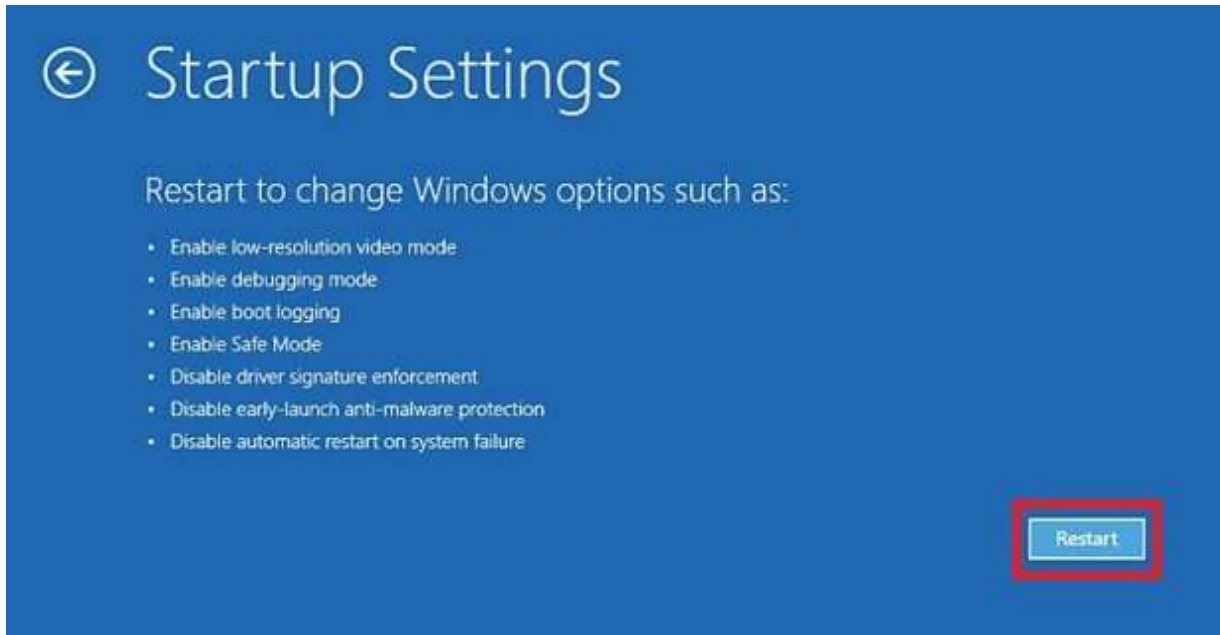 Startup Settings
Restart to change Windows options such as:
• Enable low-resolution video mode
• Enable debugging mode
• Enable boot logging
• Enable Safe Mode
• Disable driver signature enforcement
• Disable early-launch anti-malware protection
• Disable automatic restart on system failure
Restart